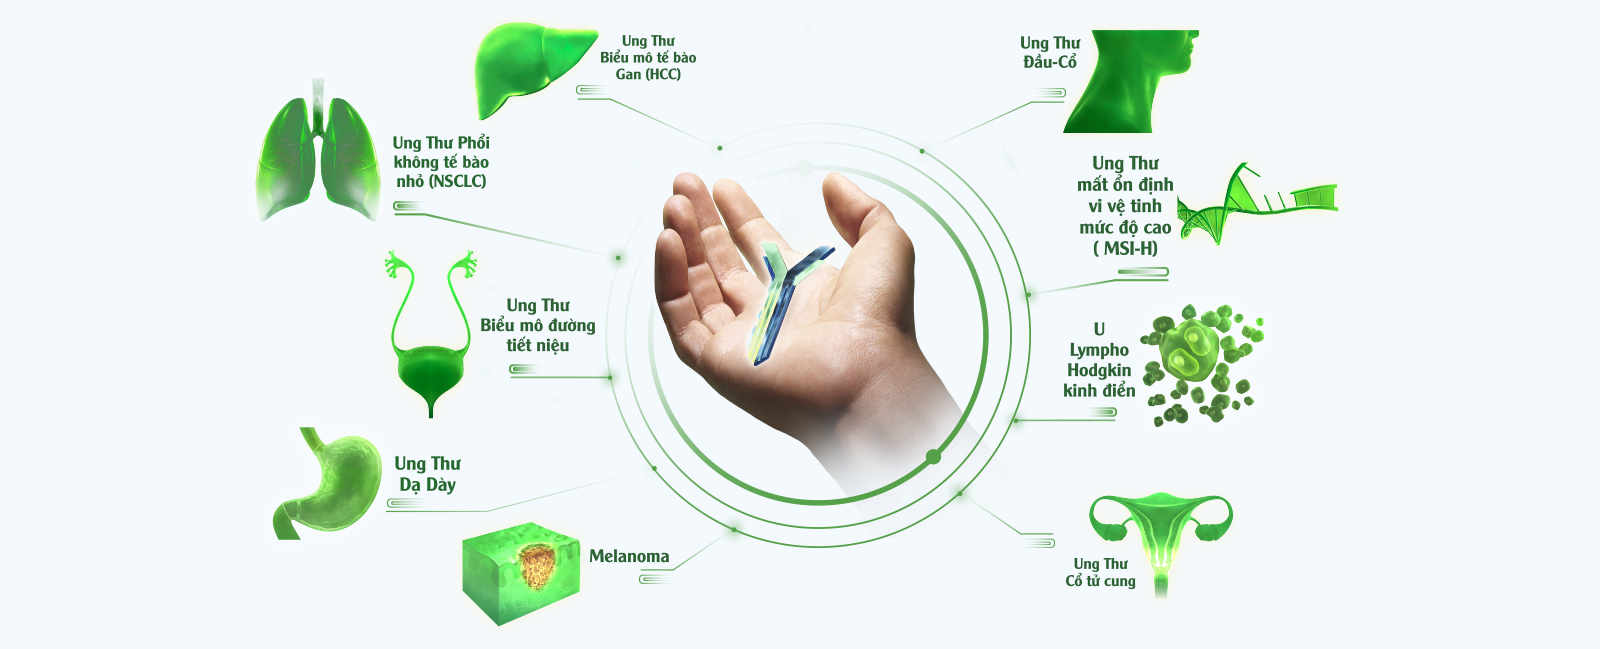 Ung Thư
Biểu mô tế bào
Gan (HCC)
Ung Thư Phổi
không tế bào
nhỏ (NSCLC)
Ung Thư
Biểu mô đường
tiết niệu
Ung Thư
Dạ Dày
Melanoma
Ung Thư
Đầu-Cổ
Ung Thư
mất ổn định
vi vệ tinh
mức độ cao
( MSI-H)
U
Lympho
Hodgkin
kinh điển
Ung Thư
Cổ tử cung